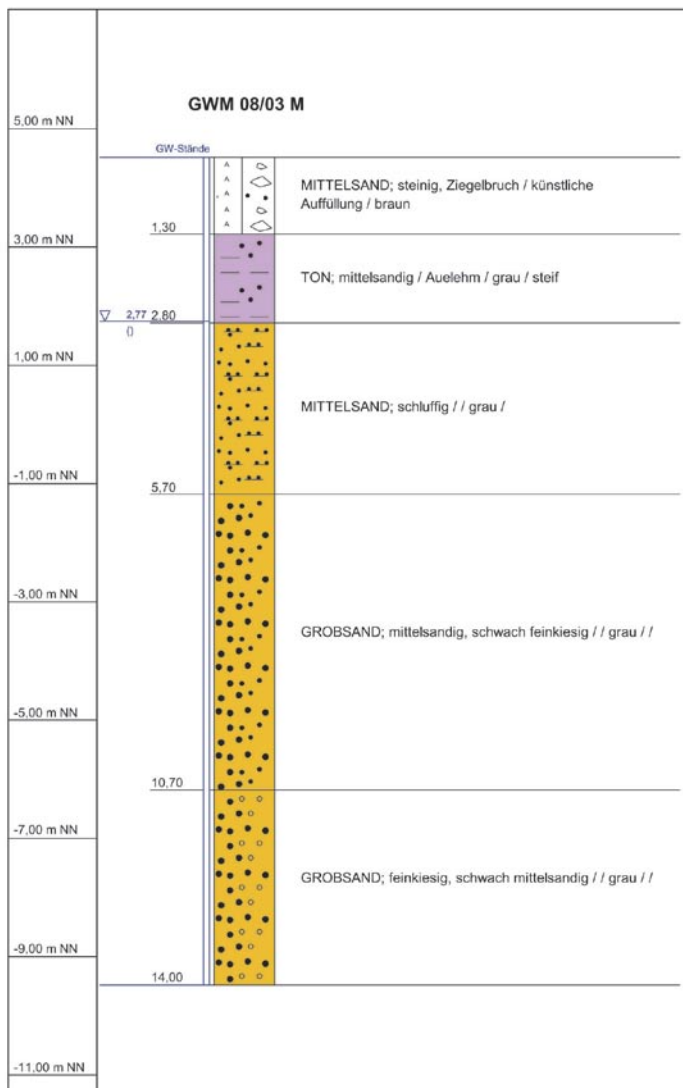 GWM 08/03 M
5,00 m NN
GW-Stände
MITTELSAND; steinig, Ziegelbruch / künstliche
Auffüllung / braun
1,30
3,00 m NN
TON; mittelsandig / Auelehm / grau / steif
2,77 2,80
()
1,00 m NN
MITTELSAND; schluffig / / grau /
-1,00 m NN
5,70
-3,00 m NN
GROBSAND; mittelsandig, schwach feinkiesig / / grau / /
-5,00 m NN
10,70
-7,00 m NN
GROBSAND; feinkiesig, schwach mittelsandig / / grau / /
-9,00 m NN
14,00
-11,00 m NN